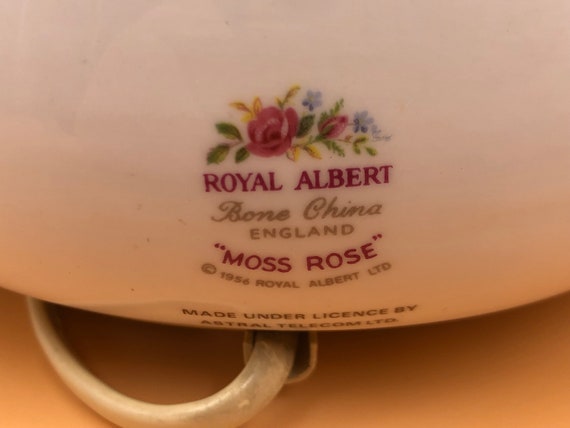 ROYAL ALBERT
Bone China
ENGLAND
"MOSS ROSE"
© 1956 ROYAL ALBERT LTD
MADE UNDER LICENCE BY
ASTRAL TELECOM LTD.